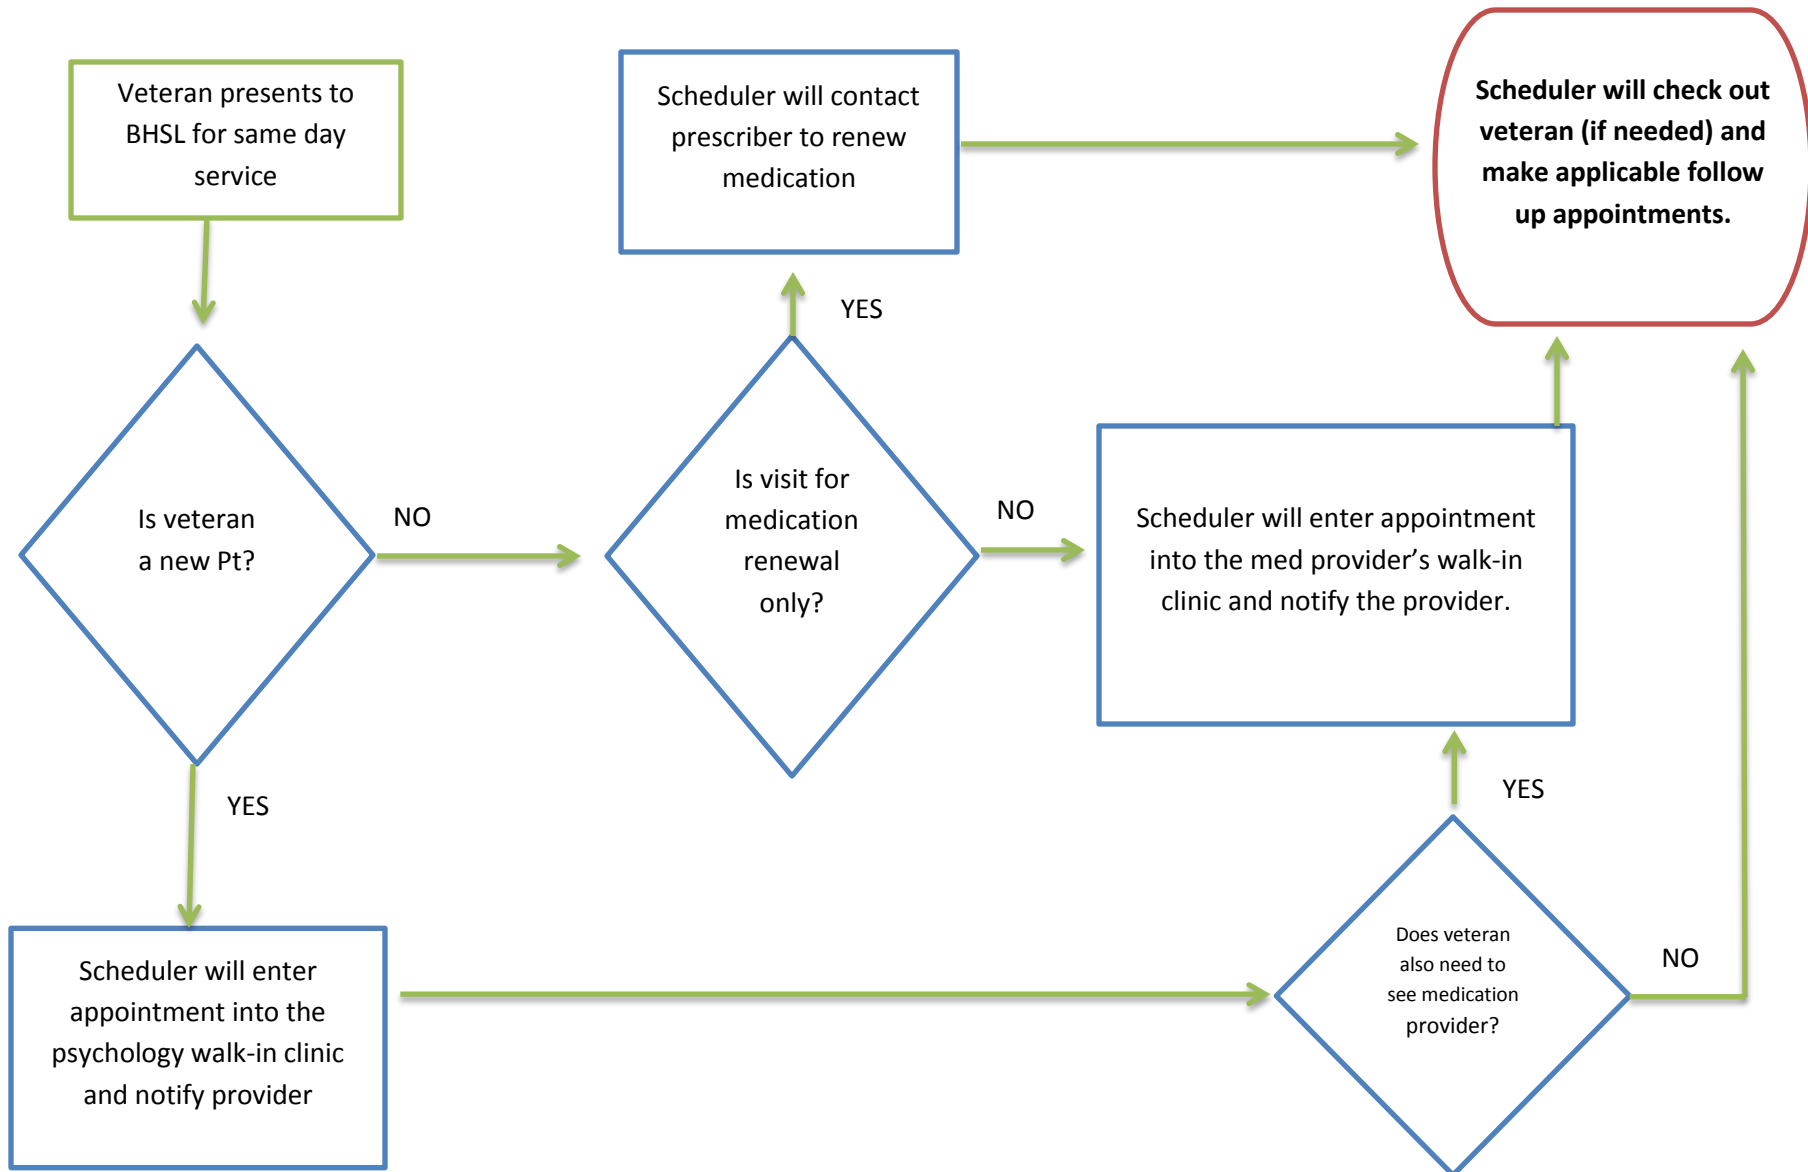 Veteran presents to
BHSL for same day
service
Scheduler will contact
prescriber to renew
medication
Scheduler will check out
veteran (if needed) and
make applicable follow
up appointments.
YES
Is veteran
a new Pt?
NO
Is visit for
medication
renewal
only?
NO
Scheduler will enter appointment
into the med provider’s walk-in
clinic and notify the provider.
YES
YES
Scheduler will enter
appointment into the
psychology walk-in clinic
and notify provider
Does veteran
also need to
see medication
provider?
NO